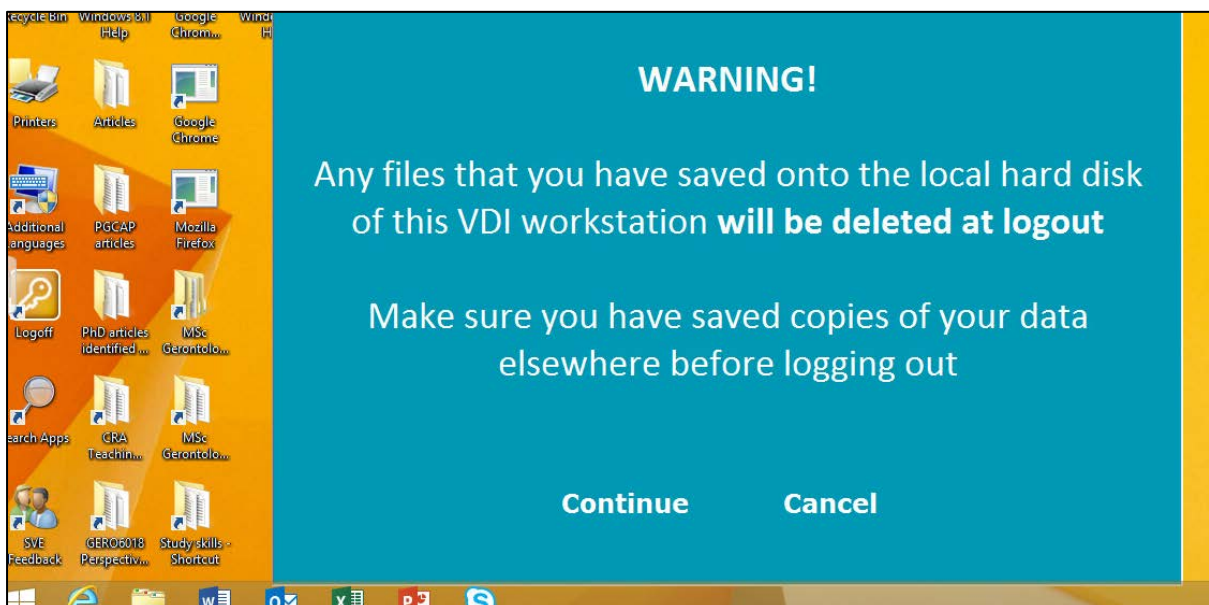 Recycle Bin
Windows 8.1
Help
Google
Chrom...
Printers
Articles
Google
Chrome
Additional
Languages
PGCAP
articles
Mozilla
Firefox
Logoff
PhD articles
identified ...
MSc
Gerontolo...
Search Apps
GRA
Teachin...
MSc
Gerontolo...
SVE
Feedback
GERO6018
Perspectiv...
Study skills -
Shortcut
WARNING!
Any files that you have saved onto the local hard disk
of this VDI workstation will be deleted at logout
Make sure you have saved copies of your data
elsewhere before logging out
Continue Cancel